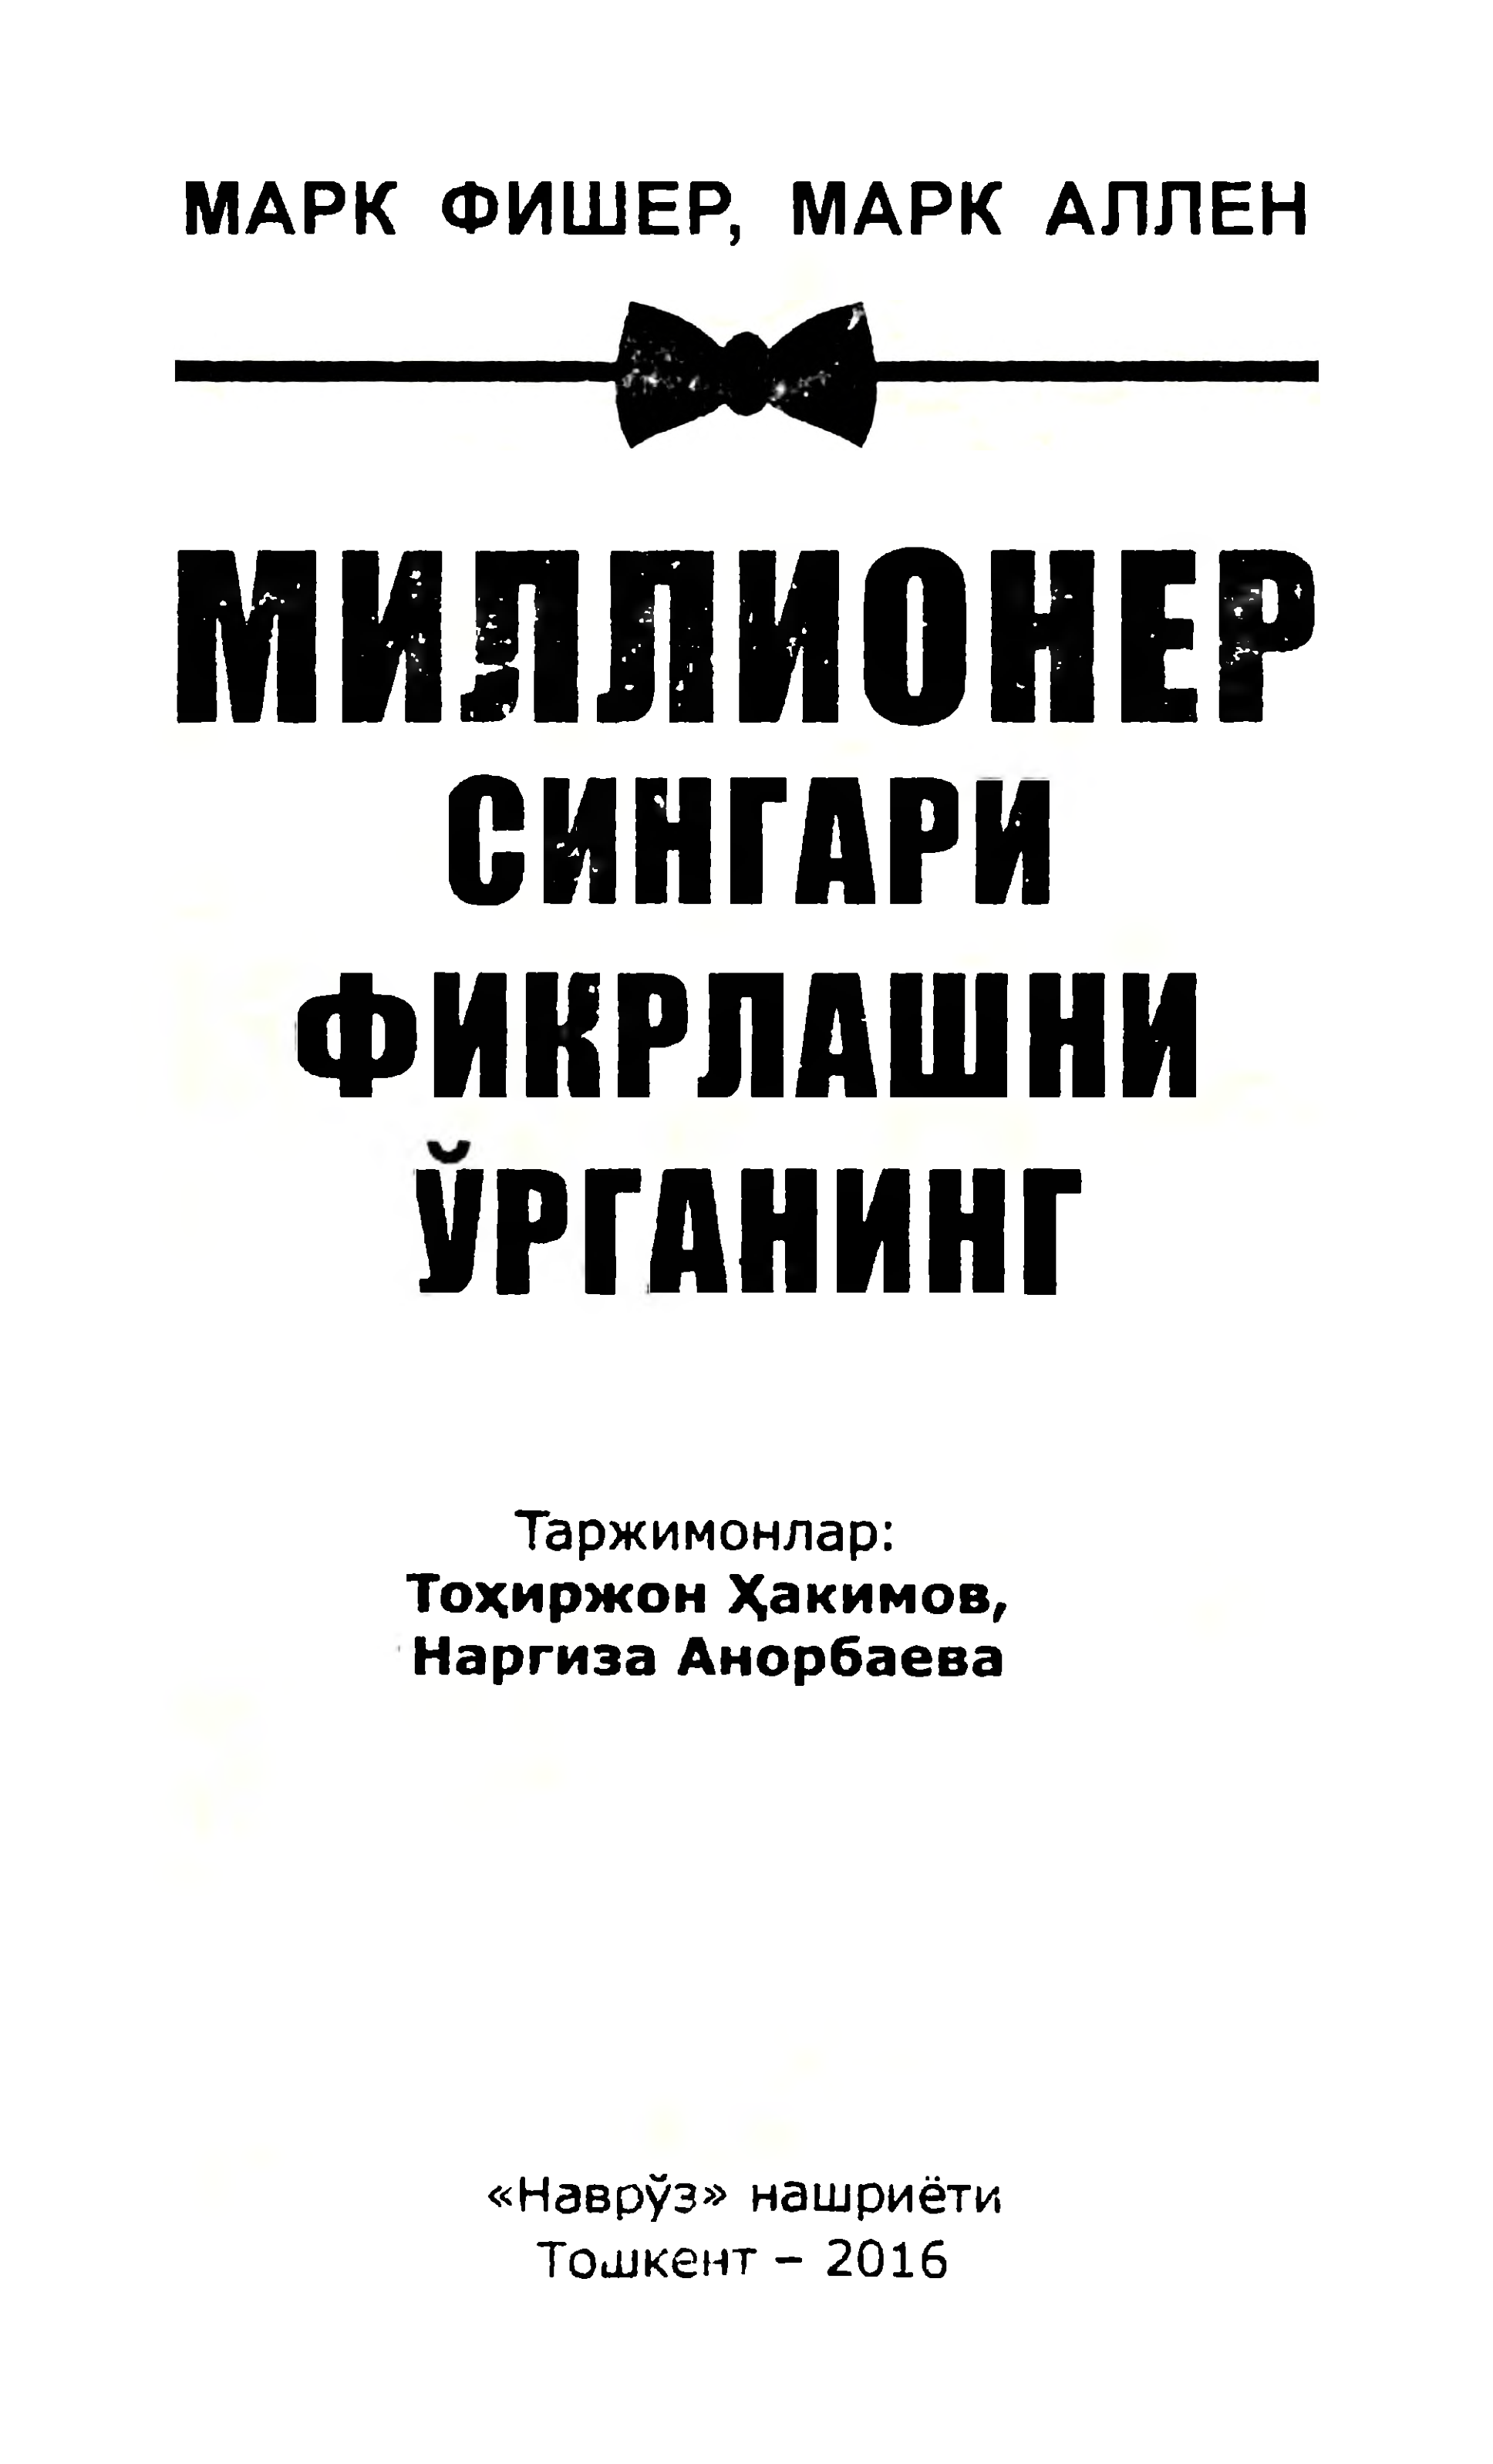 МАРК ФИШЕР, МАРК АЛЛЕН
МИЛЛИОНЕР
СИНГАРИ
ФИКРЛАШНИ
ЎРГАНИНГ
Таржимонлар:
Тоҳиржон Ҳакимов,
Наргиза Анорбаева
«Наврўз» нашриёти
Тошкент – 2016